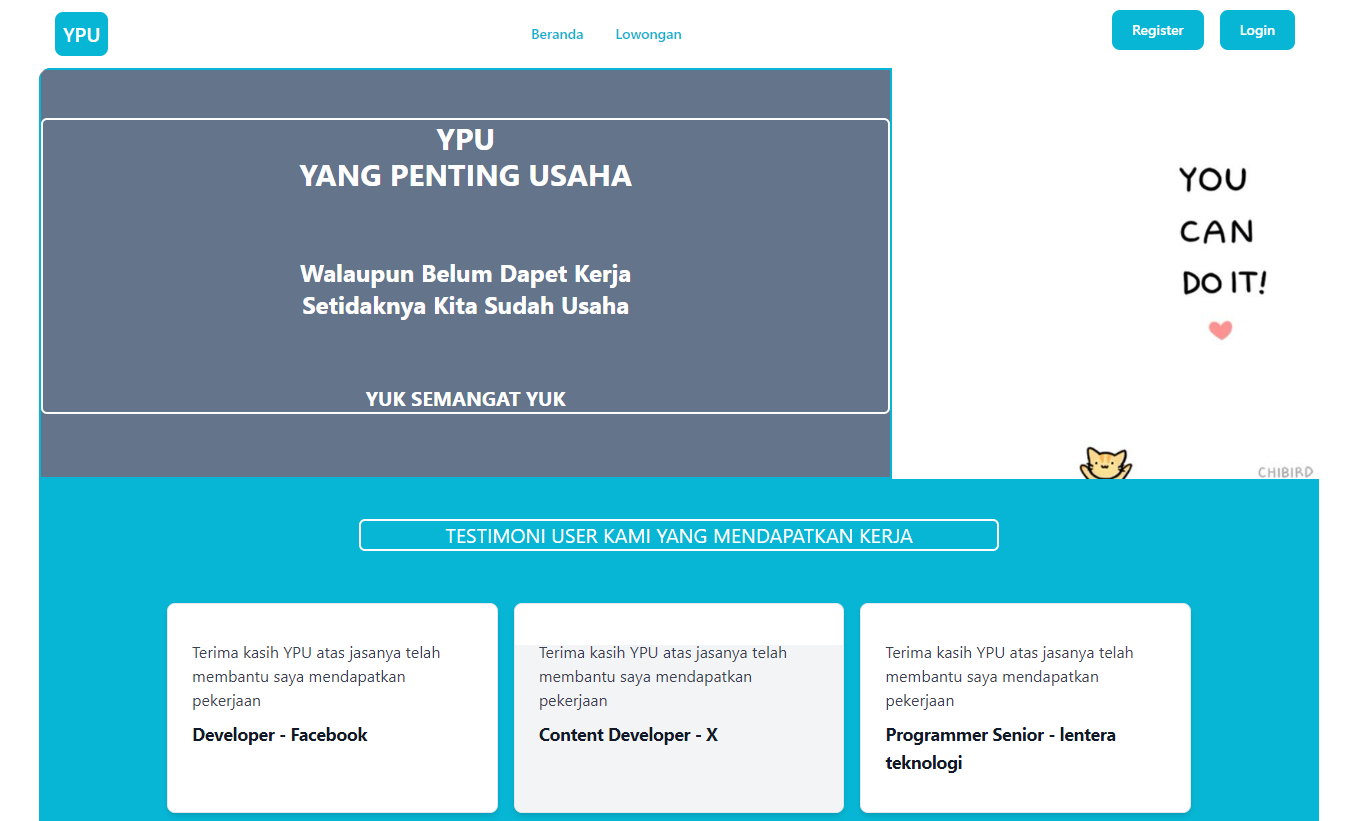 YPU
Beranda
Lowongan
Register
Login
YPU
YANG PENTING USAHA
Walaupun Belum Dapet Kerja
Setidaknya Kita Sudah Usaha
YUK SEMANGAT YUK
YOU
CAN
DO IT!
CHIBIRD
TESTIMONI USER KAMI YANG MENDAPATKAN KERJA
Terima kasih YPU atas jasanya telah
membantu saya mendapatkan
pekerjaan
Developer - Facebook
Terima kasih YPU atas jasanya telah
membantu saya mendapatkan
pekerjaan
Content Developer - X
Terima kasih YPU atas jasanya telah
membantu saya mendapatkan
pekerjaan
Programmer Senior - lentera
teknologi